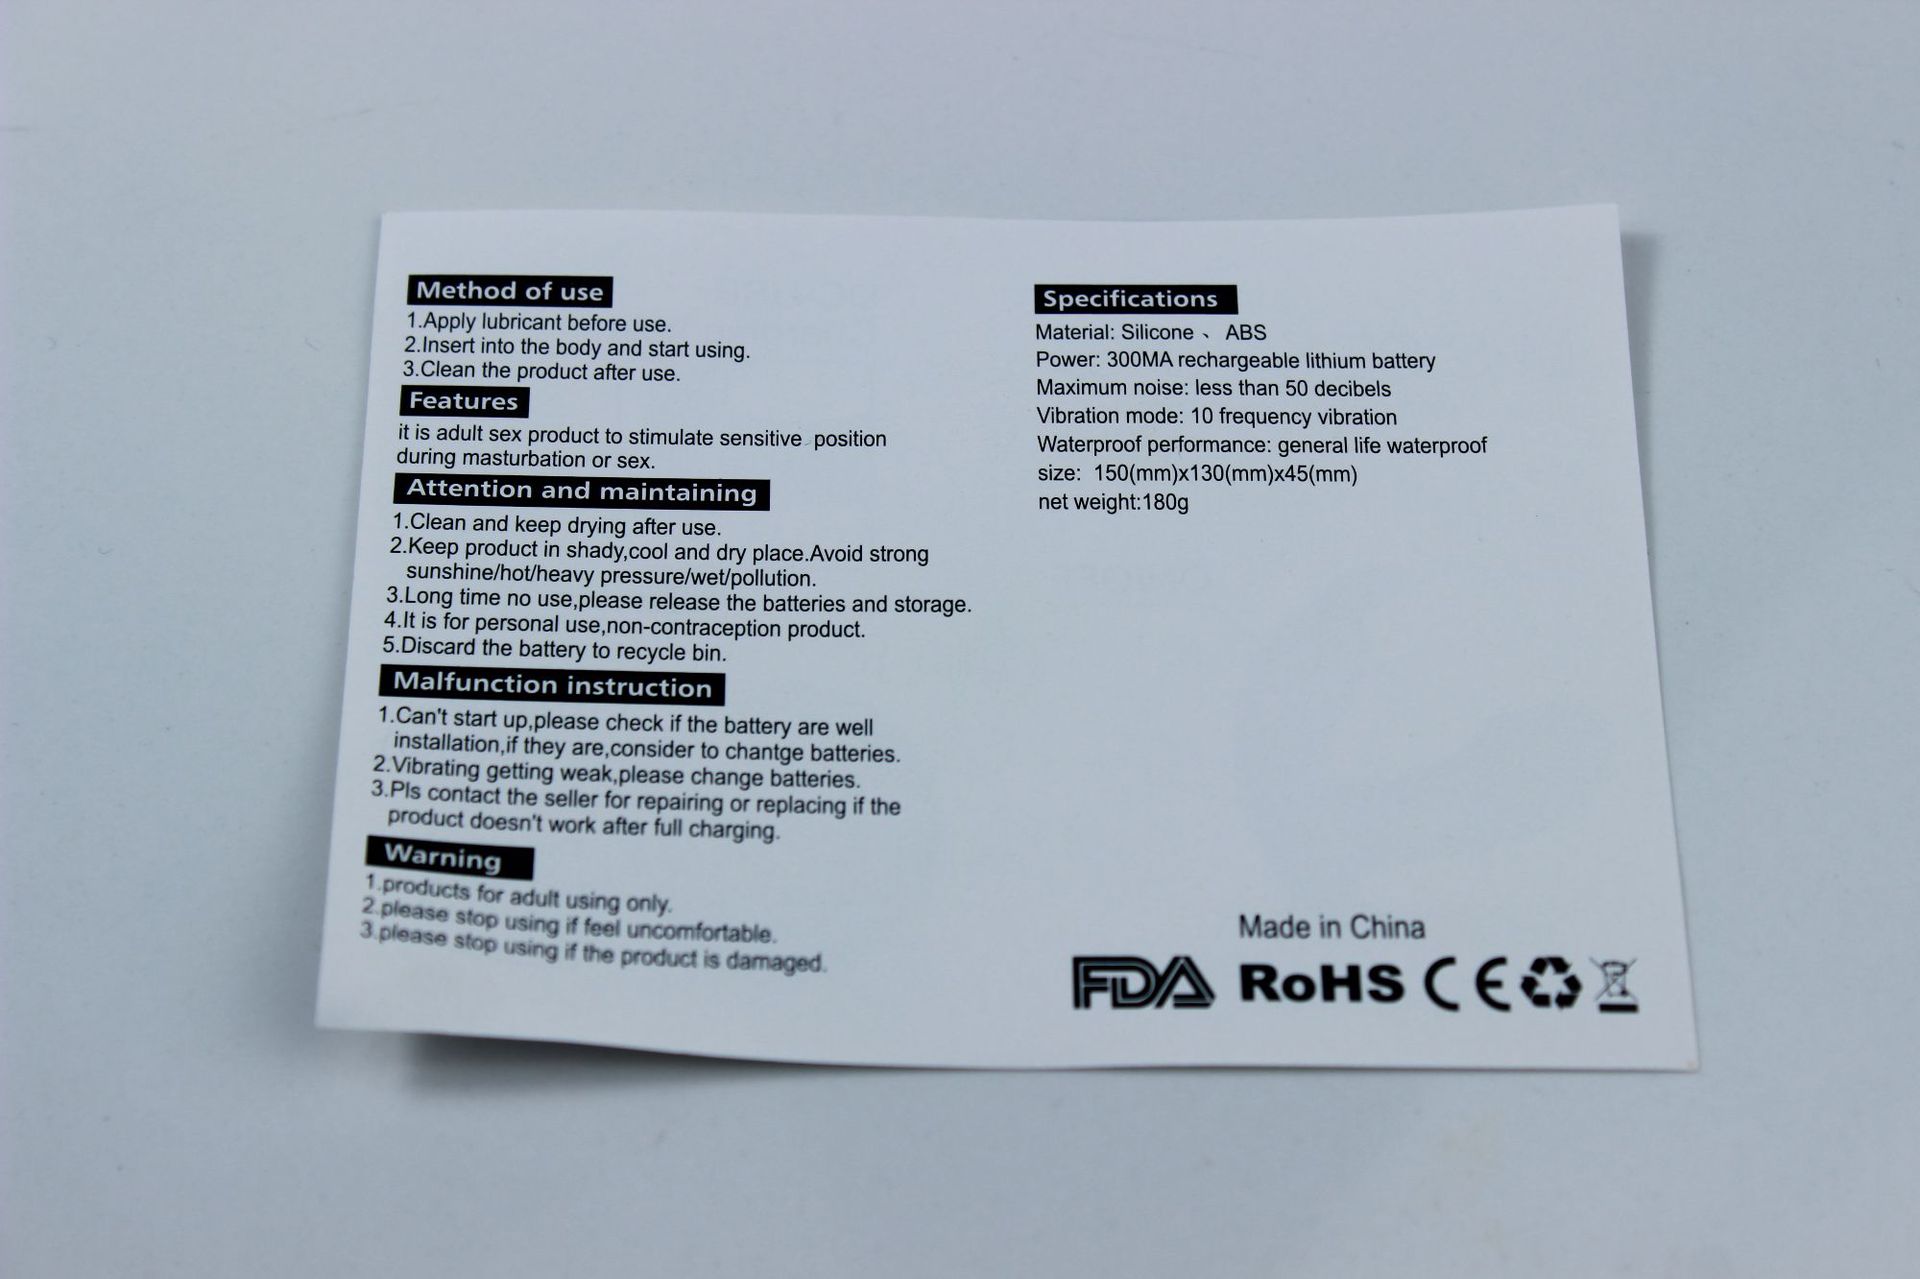 Method of use
1.Apply lubricant before use.
2.Insert into the body and start using.
3.Clean the product after use.
Features
it is adult sex product to stimulate sensitive position
during masturbation or sex.
Attention and maintaining
1.Clean and keep drying after use.
2.Keep product in shady,cool and dry place.Avoid strong
sunshine/hot/heavy pressure/wet/pollution.
3.Long time no use,please release the batteries and storage.
4.It is for personal use,non-contraception product.
5.Discard the battery to recycle bin.
Malfunction instruction
1.Can't start up,please check if the battery are well
installation,if they are,consider to chantge batteries.
2.Vibrating getting weak,please change batteries.
3.Pls contact the seller for repairing or replacing if the
product doesn't work after full charging.
Warning
1.products for adult using only.
2.please stop using if feel uncomfortable.
3.please stop using if the product is damaged.
Specifications
Material: Silicone 、 ABS
Power: 300MA rechargeable lithium battery
Maximum noise: less than 50 decibels
Vibration mode: 10 frequency vibration
Waterproof performance: general life waterproof
size: 150(mm)x130(mm)x45(mm)
net weight:180g
Made in China
FDA RoHS CE